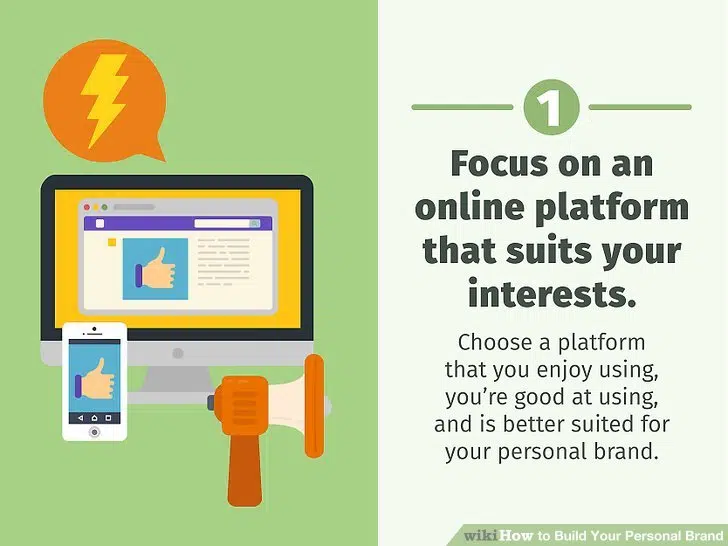 1
Focus on an
online platform
that suits your
interests.
Choose a platform
that you enjoy using,
you're good at using,
and is better suited for
your personal brand.
wikiHow to Build Your Personal Brand